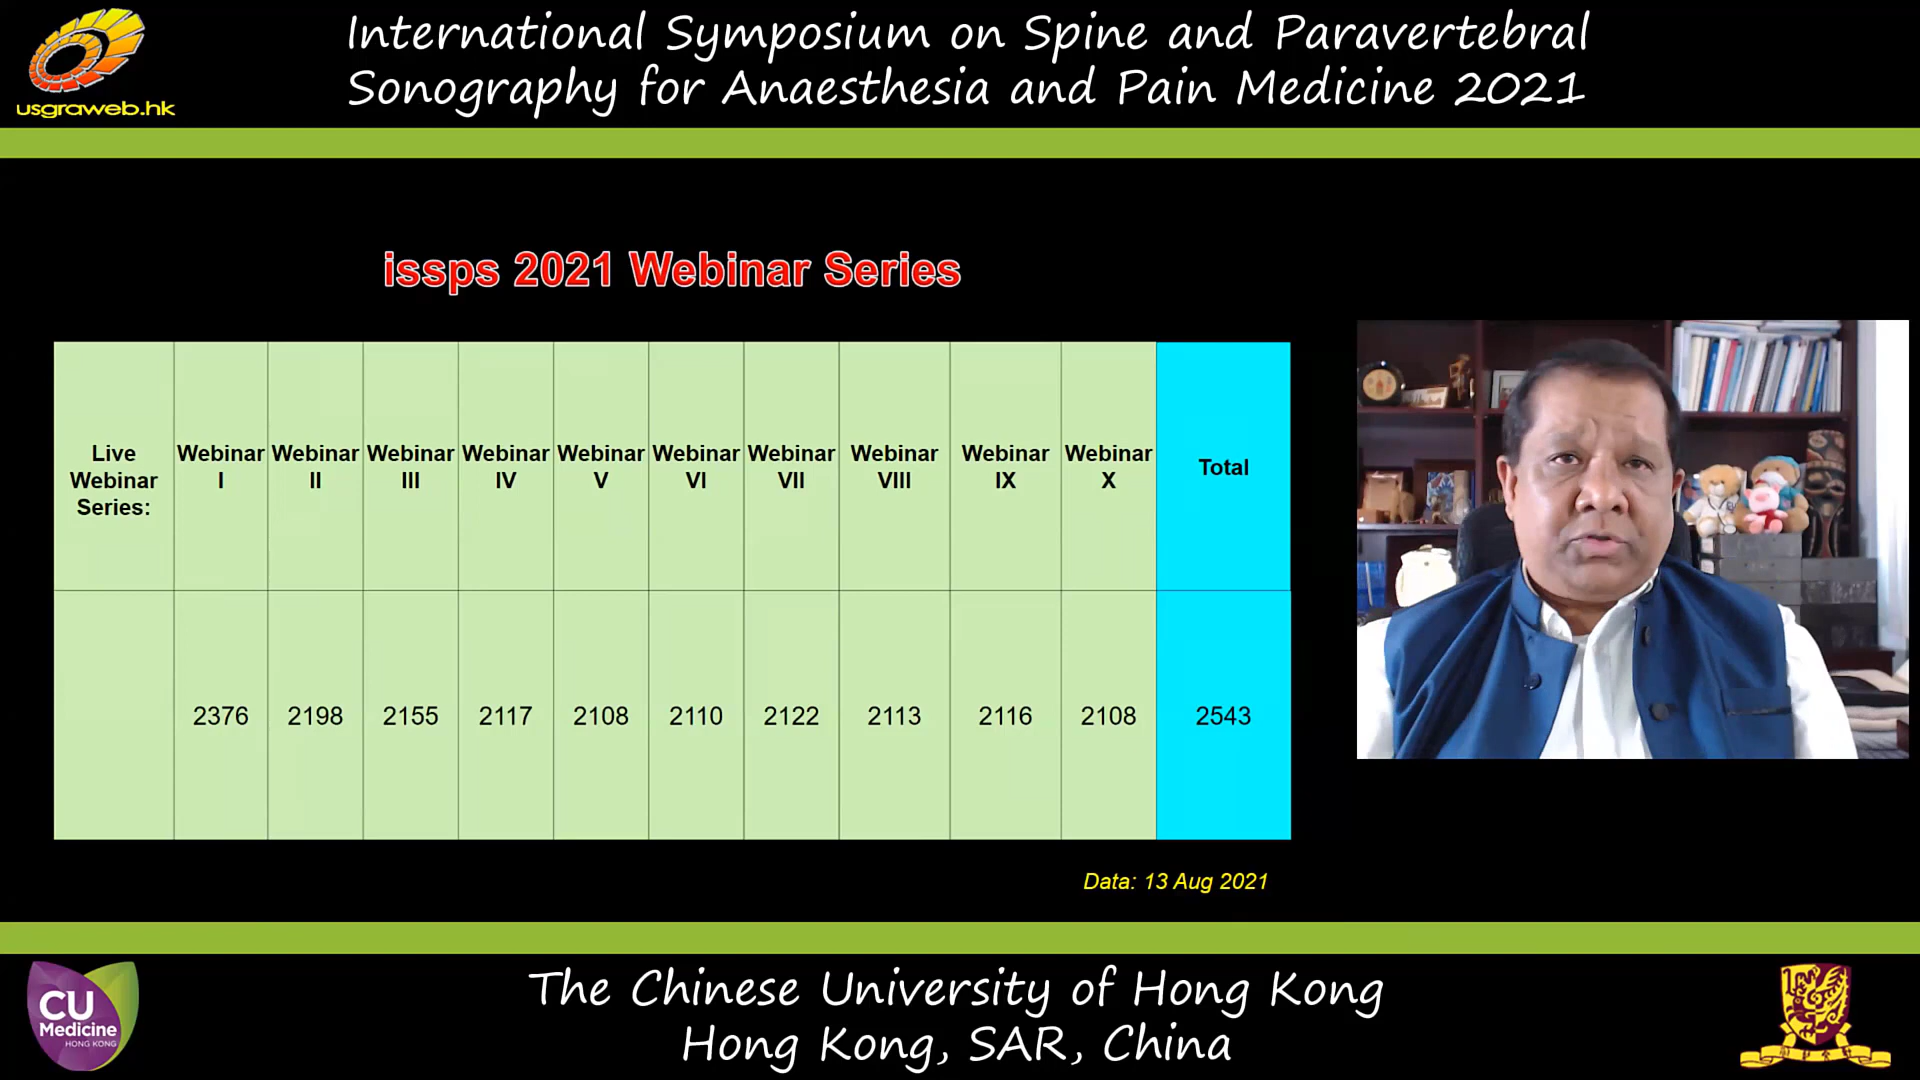 International Symposium on Spine and Paravertebral
Sonography for Anaesthesia and Pain Medicine 2021
usgraweb.hk
issps 2021 Webinar Series
Live
Webinar
Series:
Webinar
I
Webinar
II
Webinar
III
Webinar
IV
Webinar
V
Webinar
VI
Webinar
VII
Webinar
VIII
Webinar
IX
Webinar
X
Total
2376
2198
2155
2117
2108
2110
2122
2113
2116
2108
2543
Data: 13 Aug 2021
CU
Medicine
HONG KONG
The Chinese University of Hong Kong
Hong Kong, SAR, China